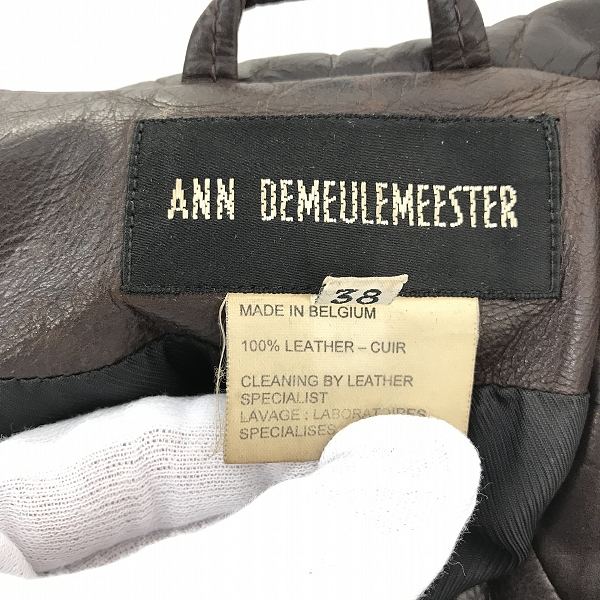 ANN DEMEULEMEESTER
38
MADE IN BELGIUM
100% LEATHER – CUIR
CLEANING BY LEATHER
SPECIALIST
LAVAGE : LABORATOIRES
SPECIALISES